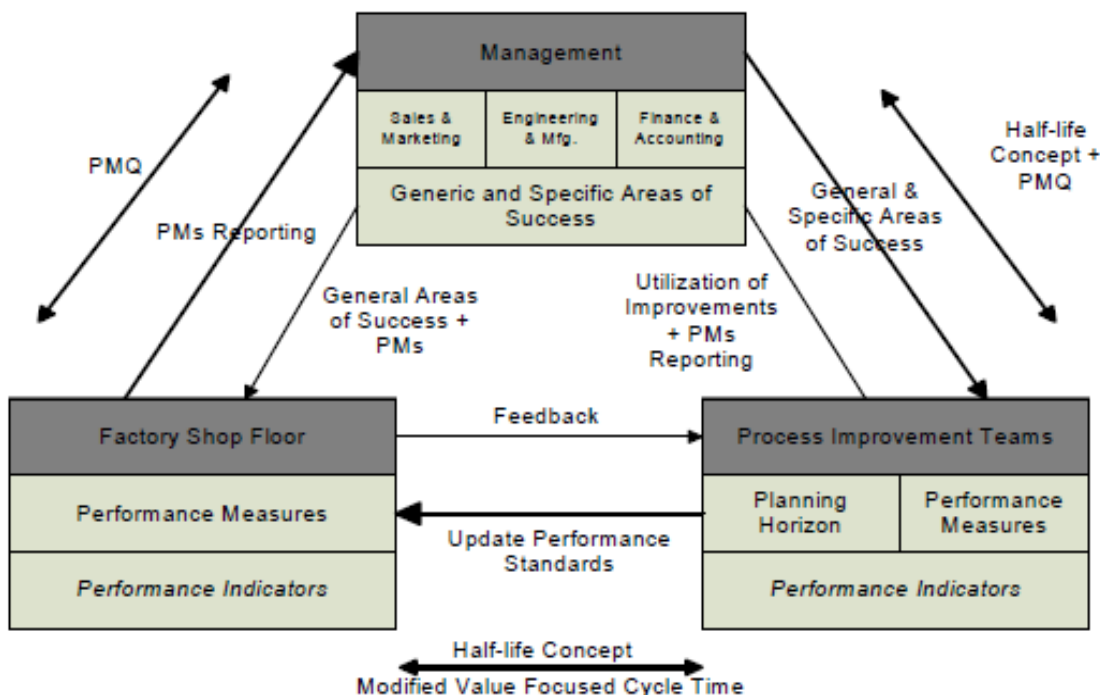 Management
Sales &
Marketing
Engineering
& Mfg.
Finance &
Accounting
Generic and Specific Areas of
Success
PMQ
PMs Reporting
General Areas
of Success +
PMs
Utilization of
Improvements
+ PMs
Reporting
General &
Specific Areas
of Success
Half-life
Concept +
PMQ
Factory Shop Floor
Performance Measures
Performance Indicators
Feedback
Update Performance
Standards
Process Improvement Teams
Planning
Horizon
Performance
Measures
Performance Indicators
Half-life Concept
Modified Value Focused Cycle Time